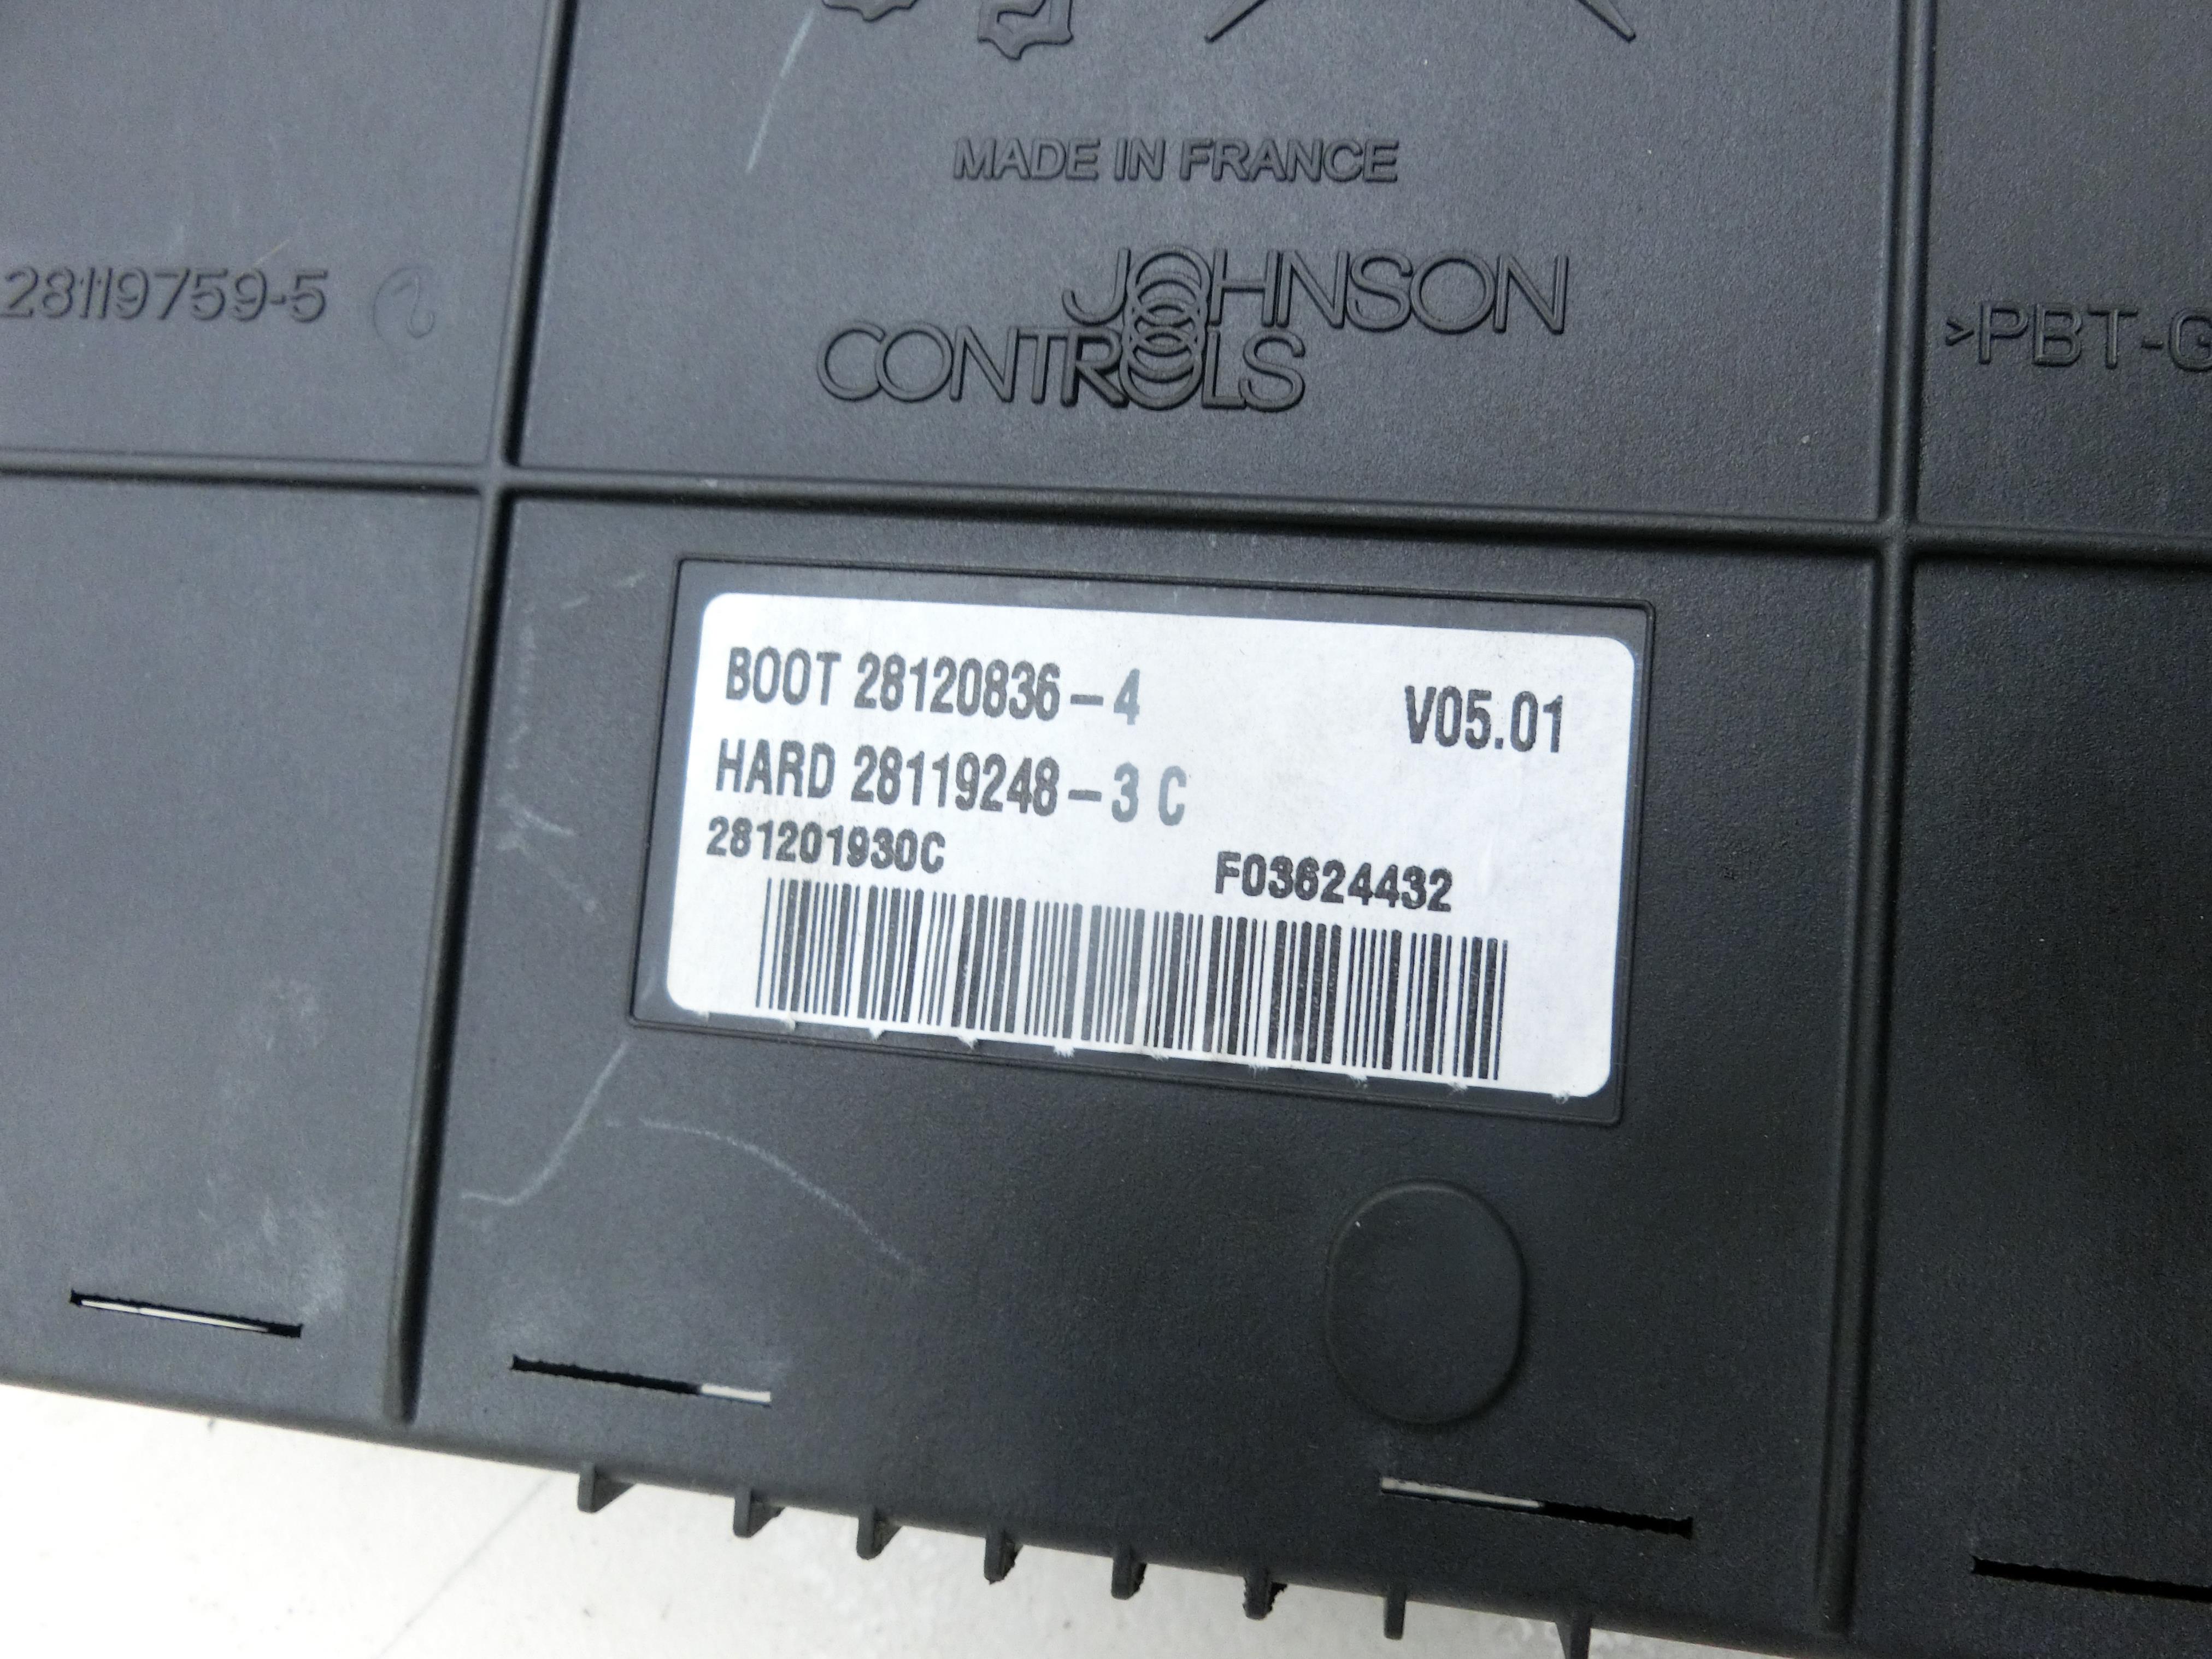 MADE IN FRANCE
28119759-5
JOHNSON
CONTROLS
>PBT-G
BOOT 28120836-4
V05.01
HARD 28119248-3 C
281201930C
F03624432